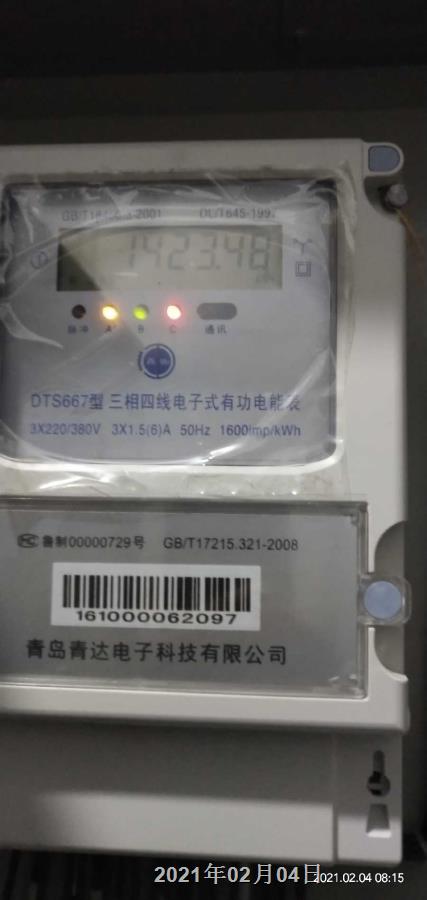 GB/T18460.3-2001 DL/T645-1997
1423.48
脉冲 A B C 通讯
DTS667型 三相四线电子式有功电能表
3X220/380V 3X1.5(6)A 50Hz 1600imp/kWh
MC 鲁制00000729号 GB/T17215.321-2008
161000062097
青岛青达电子科技有限公司
2021年02月04日
2021.02.04 08:15